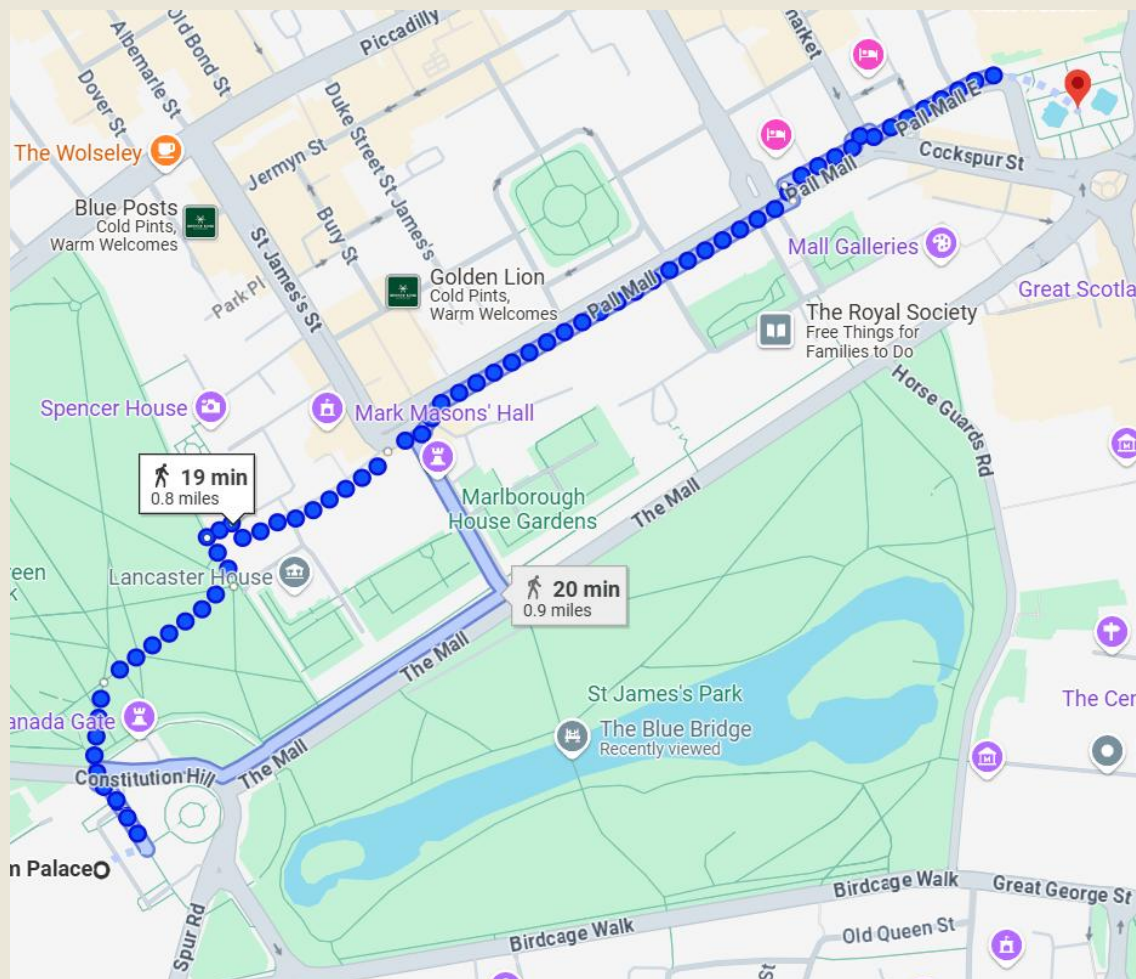 Old Bond St
Albemarle St
Dover St
Piccadilly
Duke Street St James's
Jermyn St
Bury St
The Wolseley
Blue Posts
Cold Pints,
Warm Welcomes
St James's St
Park Pl
Golden Lion
Cold Pints,
Warm Welcomes
Pall Mall
Pall Mall
Pall Mall E
Cockspur St
Mall Galleries
Great Scotla
The Royal Society
Free Things for
Families to Do
Horse Guards Rd
Spencer House
Mark Masons' Hall
19 min
0.8 miles
Marlborough
House Gardens
The Mall
Lancaster House
20 min
0.9 miles
The Mall
St James's Park
The Blue Bridge
Recently viewed
The Cer
anada Gate
Constitution Hill
The Mall
m Palace
Spur Rd
Birdcage Walk
Birdcage Walk
Great George St
Old Queen St